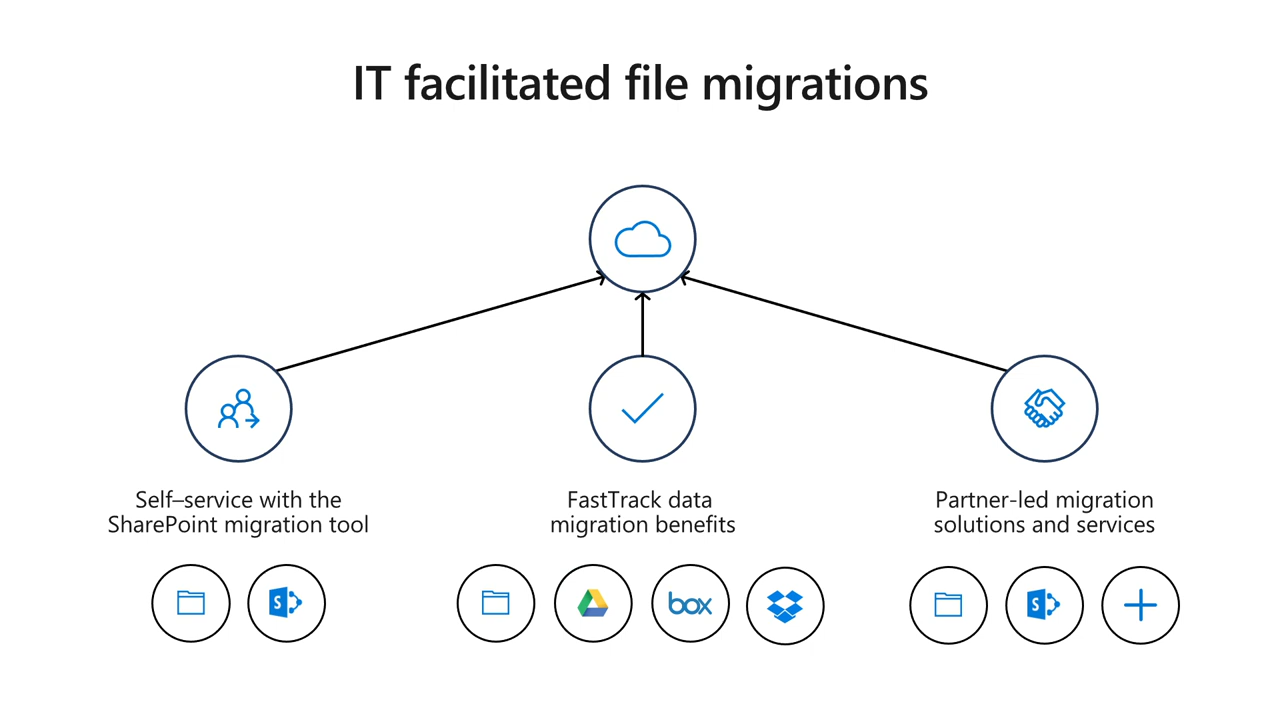 IT facilitated file migrations
Self–service with the
SharePoint migration tool
FastTrack data
migration benefits
Partner-led migration
solutions and services
S
box
S